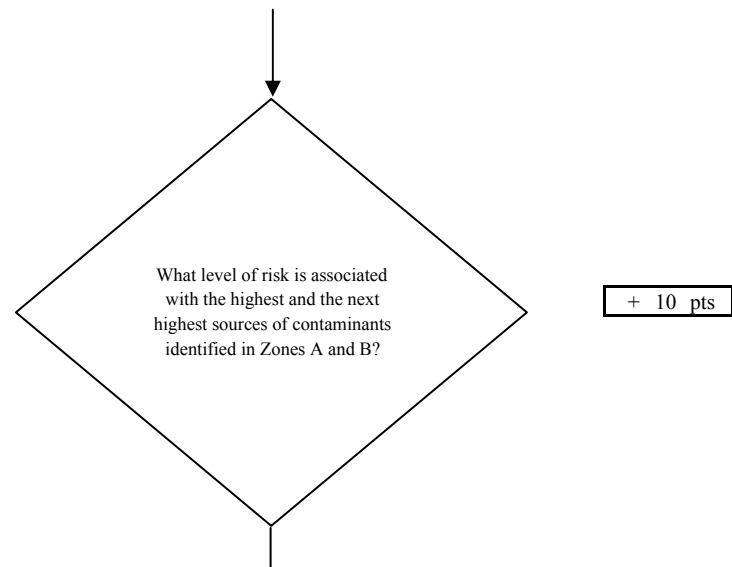 What level of risk is associated
with the highest and the next
highest sources of contaminants
identified in Zones A and B?
+ 10 pts